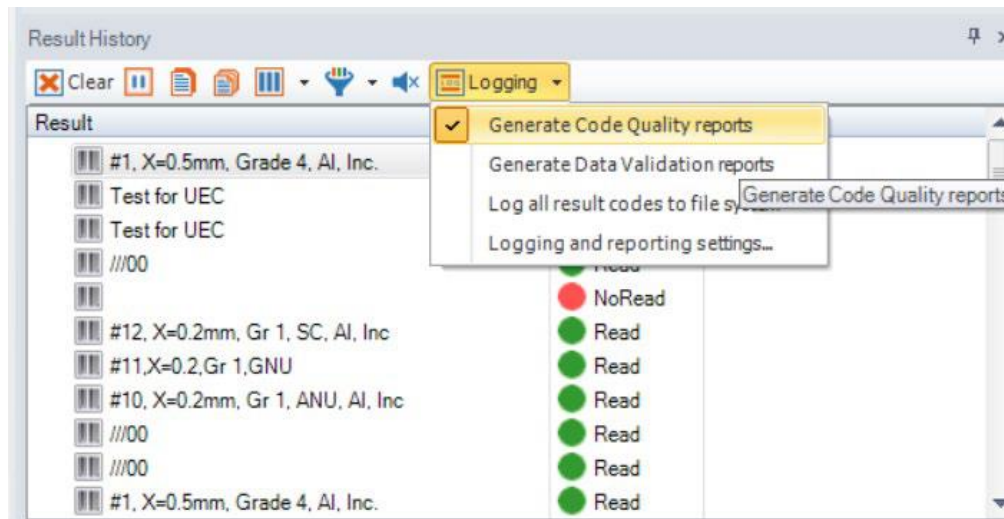 Result History
Clear Logging
Result
Generate Code Quality reports
#1, X=0.5mm, Grade 4, AI, Inc.
Generate Data Validation reports
Test for UEC
Generate Code Quality reports
Log all result codes to file
Test for UEC
Logging and reporting settings...
///00 Read
NoRead
#12, X=0.2mm, Gr 1, SC, AI, Inc Read
#11,X=0.2,Gr 1,GNU Read
#10, X=0.2mm, Gr 1, ANU, AI, Inc Read
///00 Read
///00 Read
#1, X=0.5mm, Grade 4, AI, Inc. Read